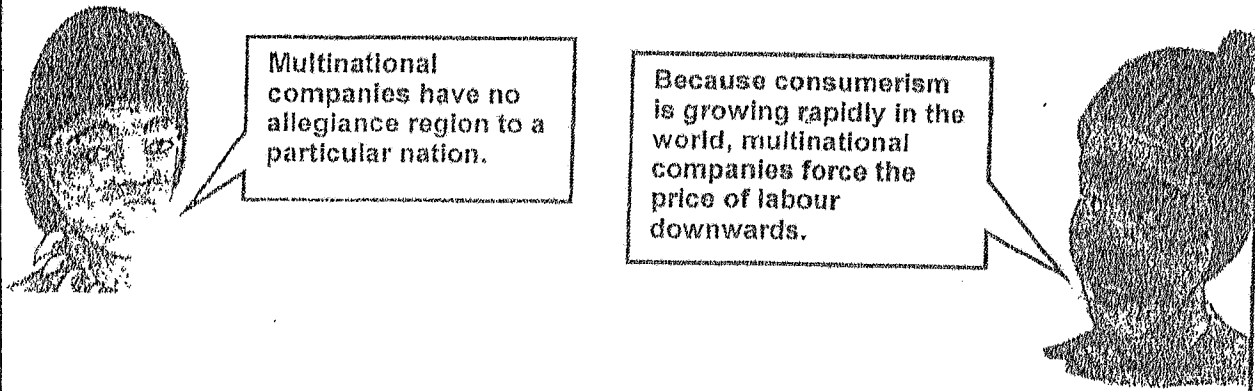 Multinational
companies have no
allegiance region to a
particular nation.
Because consumerism
is growing rapidly in the
world, multinational
companies force the
price of labour
downwards.